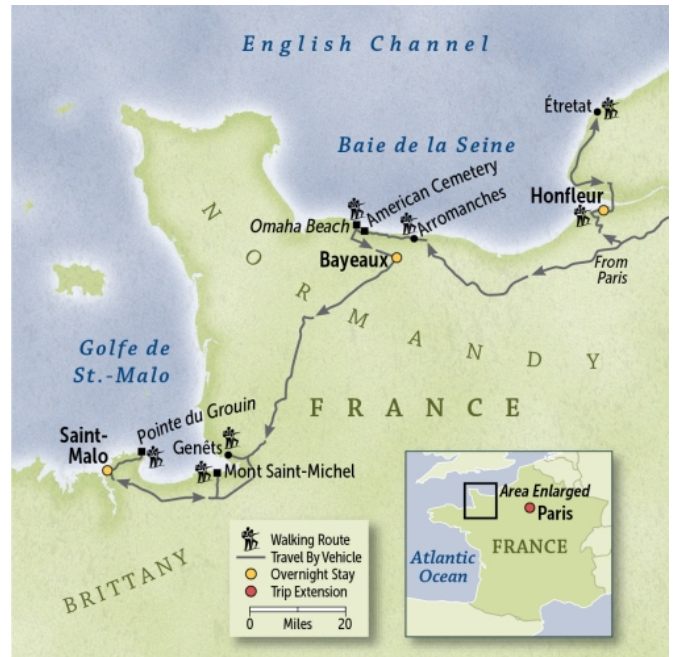 English Channel
Étretat
Baie de la Seine
American Cemetery
Honfleur
Omaha Beach
Arromanches
Bayeaux
From
Paris
NORMANDY
Golfe de
St.-Malo
FRANCE
Pointe du Grouin
Saint-
Malo
Genêts
Mont Saint-Michel
BRITTANY
Walking Route
Travel By Vehicle
Overnight Stay
Trip Extension
0 Miles 20
Area Enlarged
Paris
FRANCE
Atlantic
Ocean